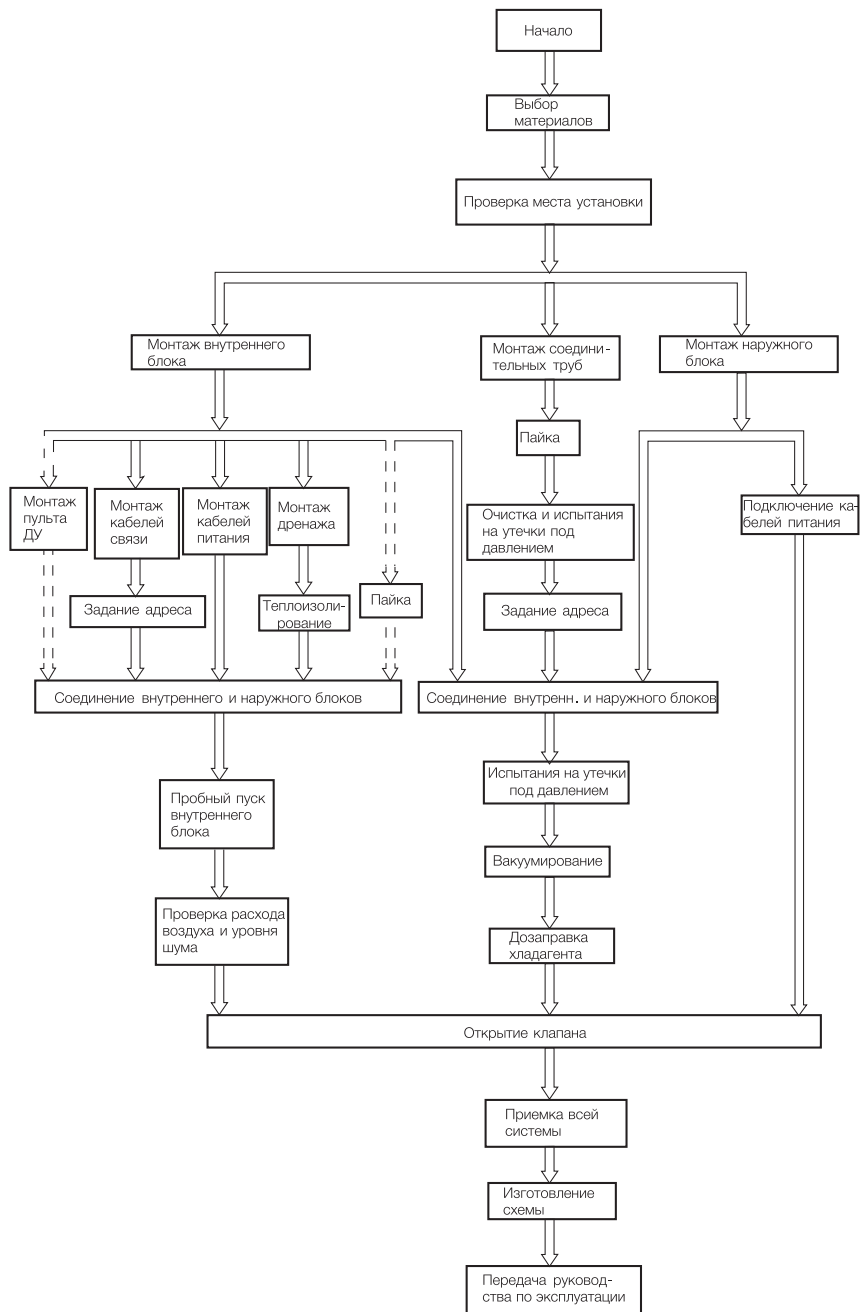 Начало
Выбор
материалов
Проверка места установки
Монтаж внутреннего
блока
Монтаж соедини-
тельных труб
Монтаж наружного
блока
Пайка
Монтаж
пульта
ДУ
Монтаж
кабелей
связи
Монтаж
кабелей
питания
Монтаж
дренажа
Очистка и испытания
на утечки под
давлением
Подключение ка-
белей питания
Задание адреса
Теплоизоли-
рование
Пайка
Задание адреса
Соединение внутреннего и наружного блоков
Соединение внутренн. и наружного блоков
Испытания на утечки
под давлением
Пробный пуск
внутреннего
блока
Вакуумирование
Проверка расхода
воздуха и уровня
шума
Дозаправка
хладагента
Открытие клапана
Приемка всей
системы
Изготовление
схемы
Передача руковод-
ства по эксплуатации